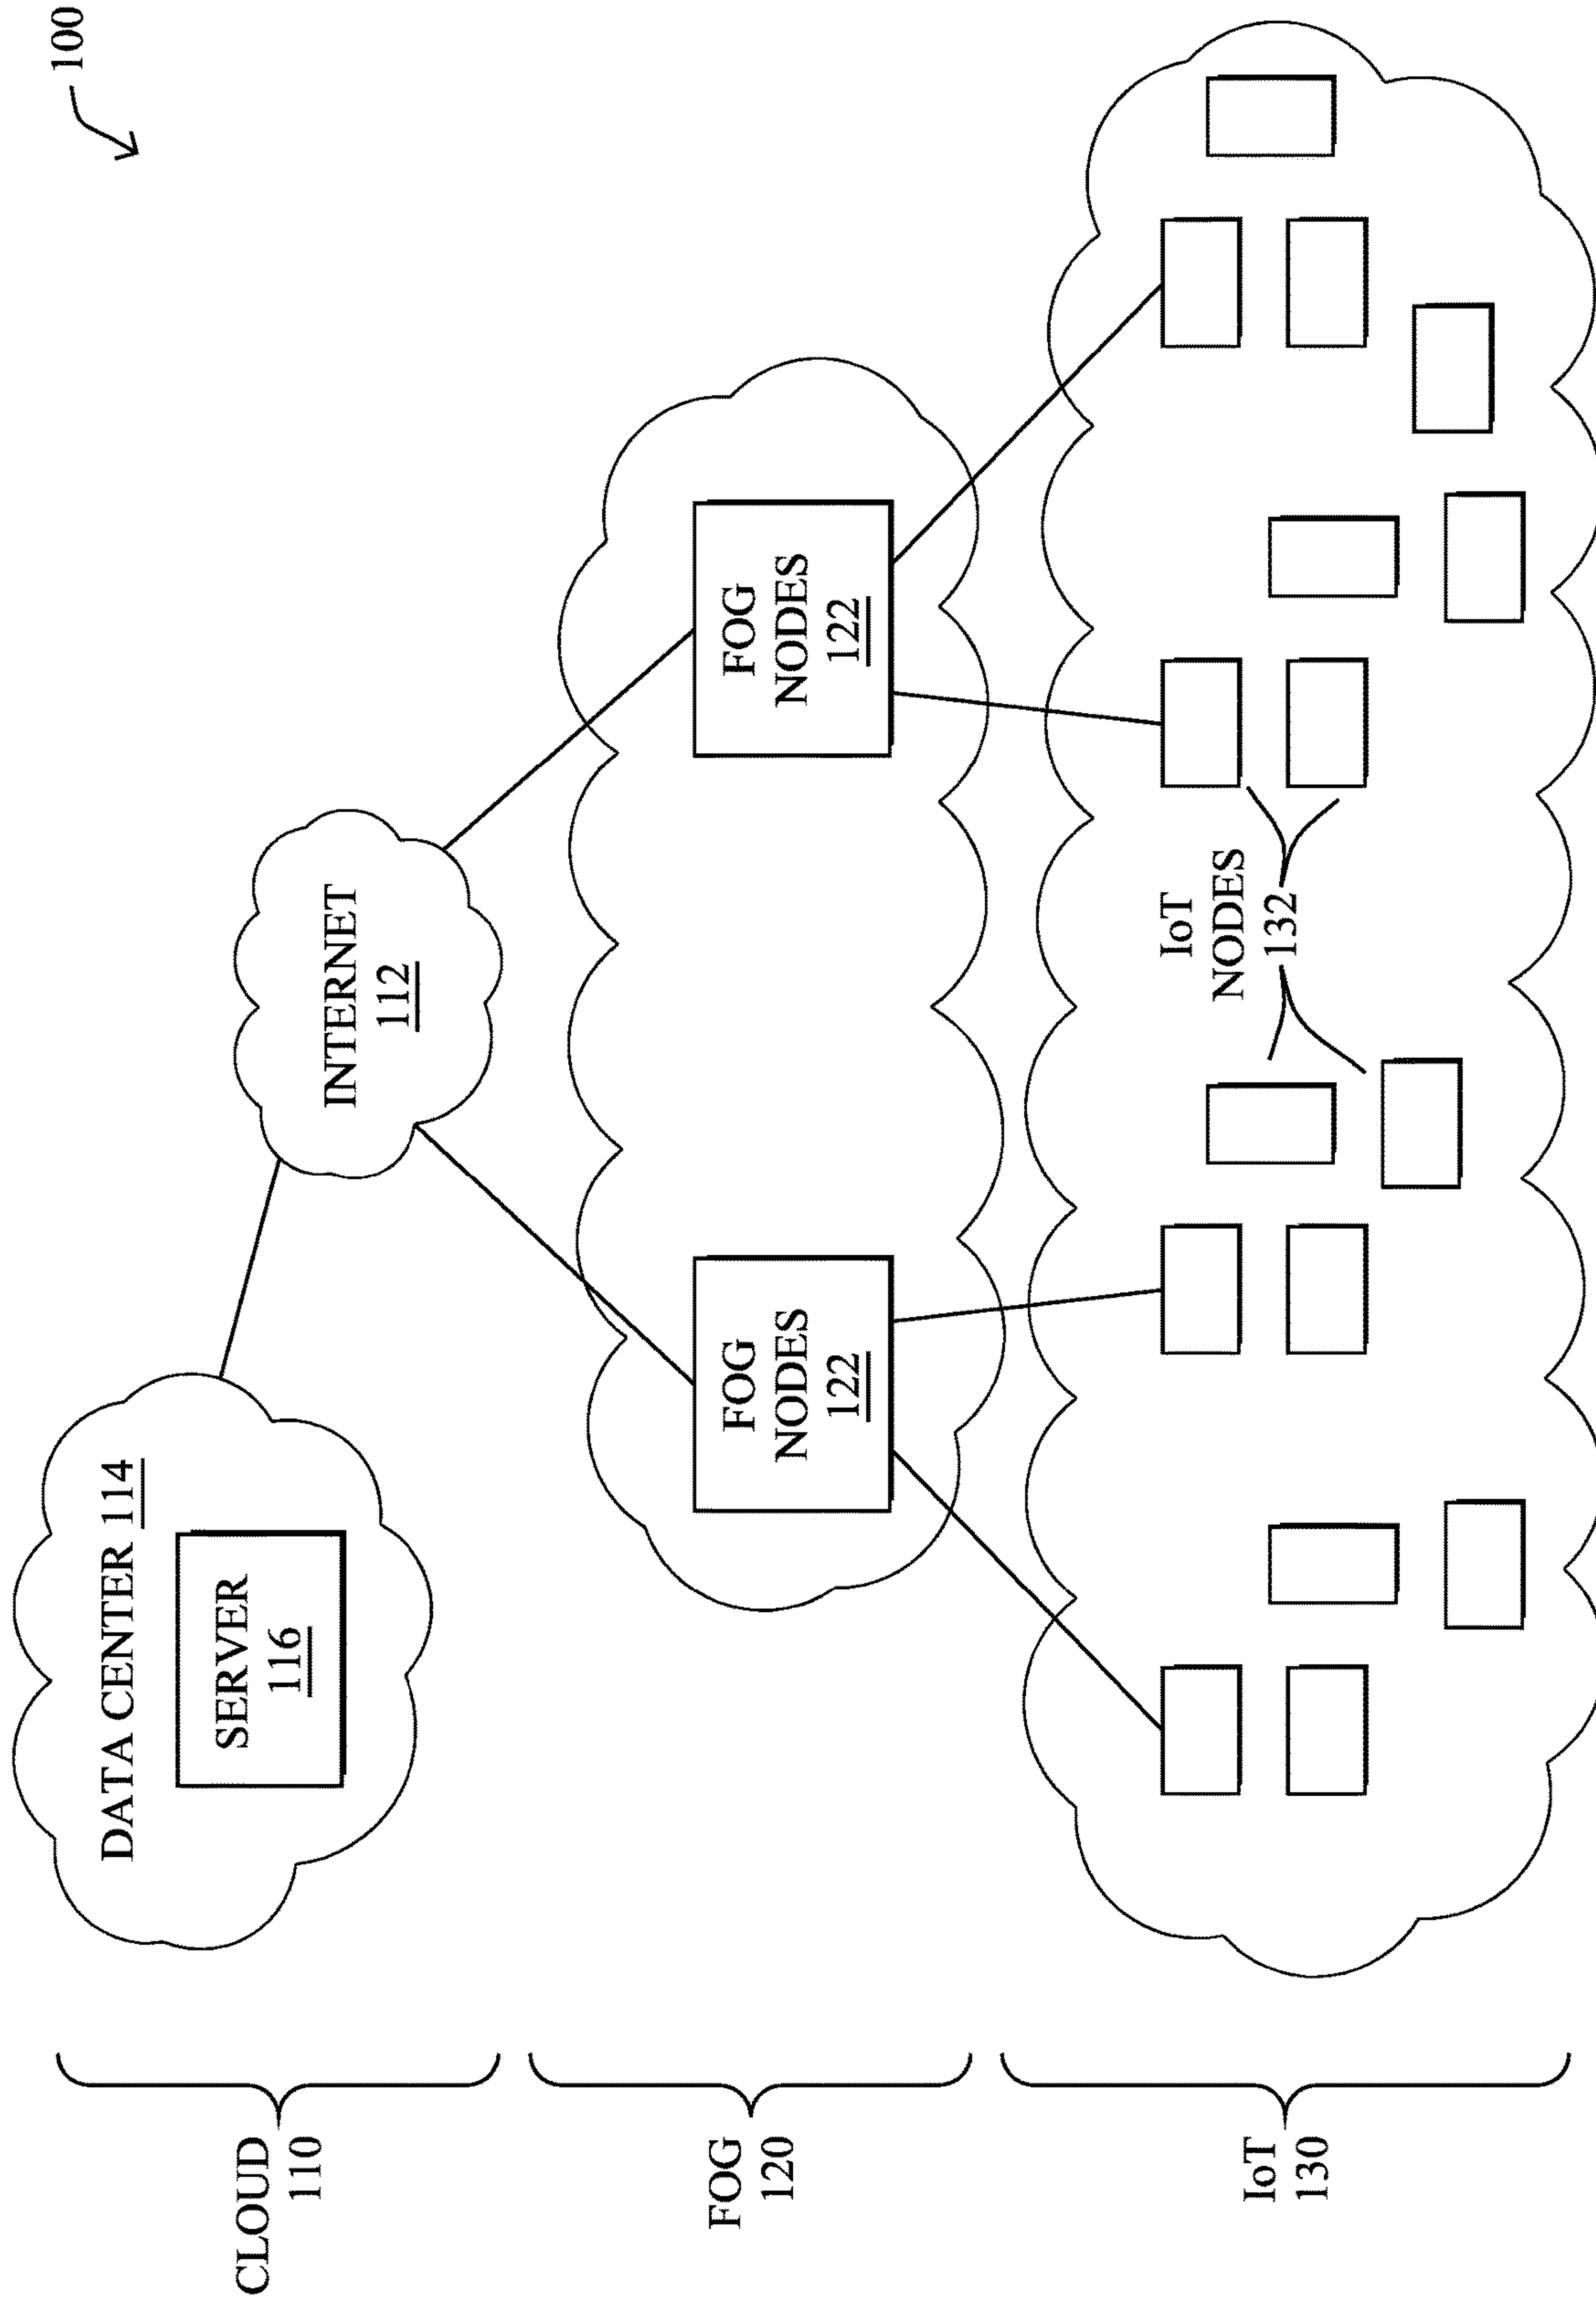 100
CLOUD
110
DATA CENTER 114
SERVER
116
INTERNET
112
FOG
120
FOG
NODES
122
FOG
NODES
122
IoT
130
IoT
NODES
132